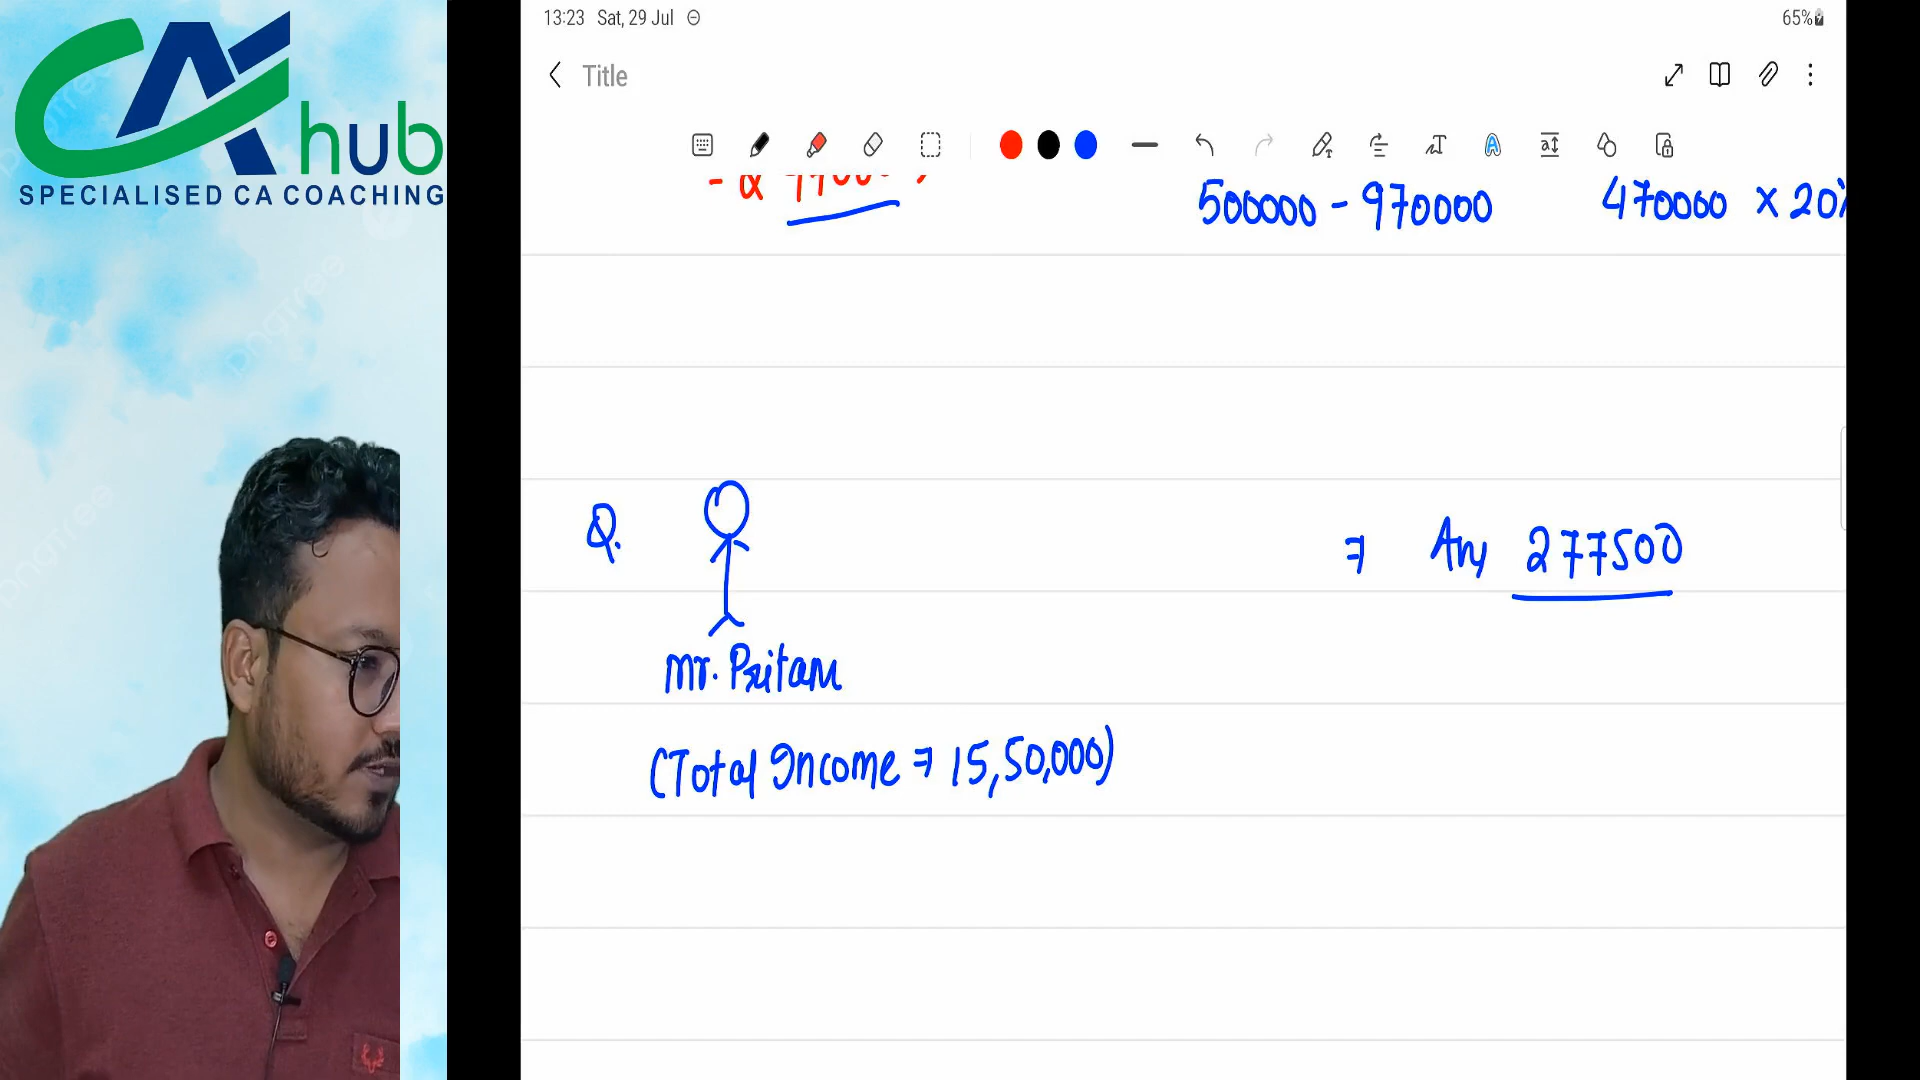 CA hub
SPECIALISED CA COACHING
13:23 Sat, 29 Jul
65%
Title
500000 - 970000 470000 x 20%
Q.
Ans 277500
Mr. Pritam
(Total Income = 15,50,000)